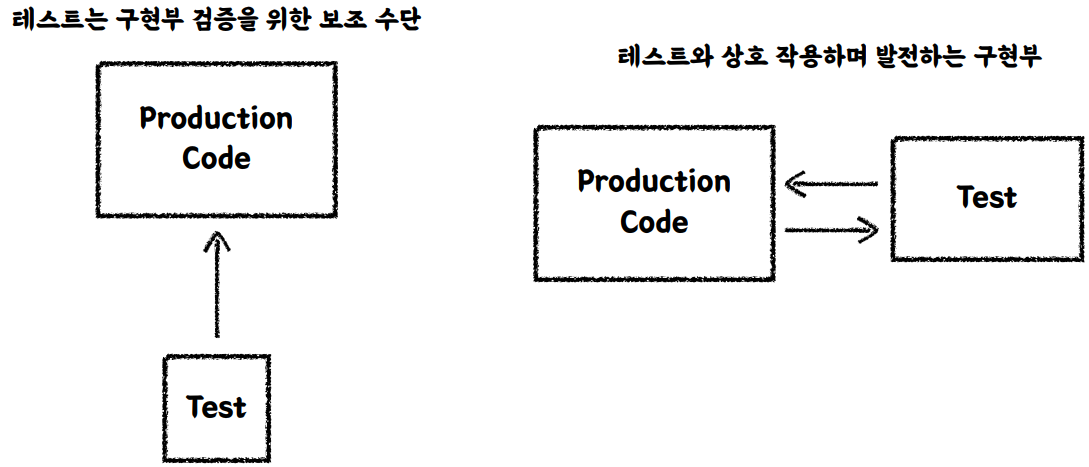 테스트는 구현부 검증을 위한 보조 수단
Production
Code
Test
테스트와 상호 작용하며 발전하는 구현부
Production
Code
Test